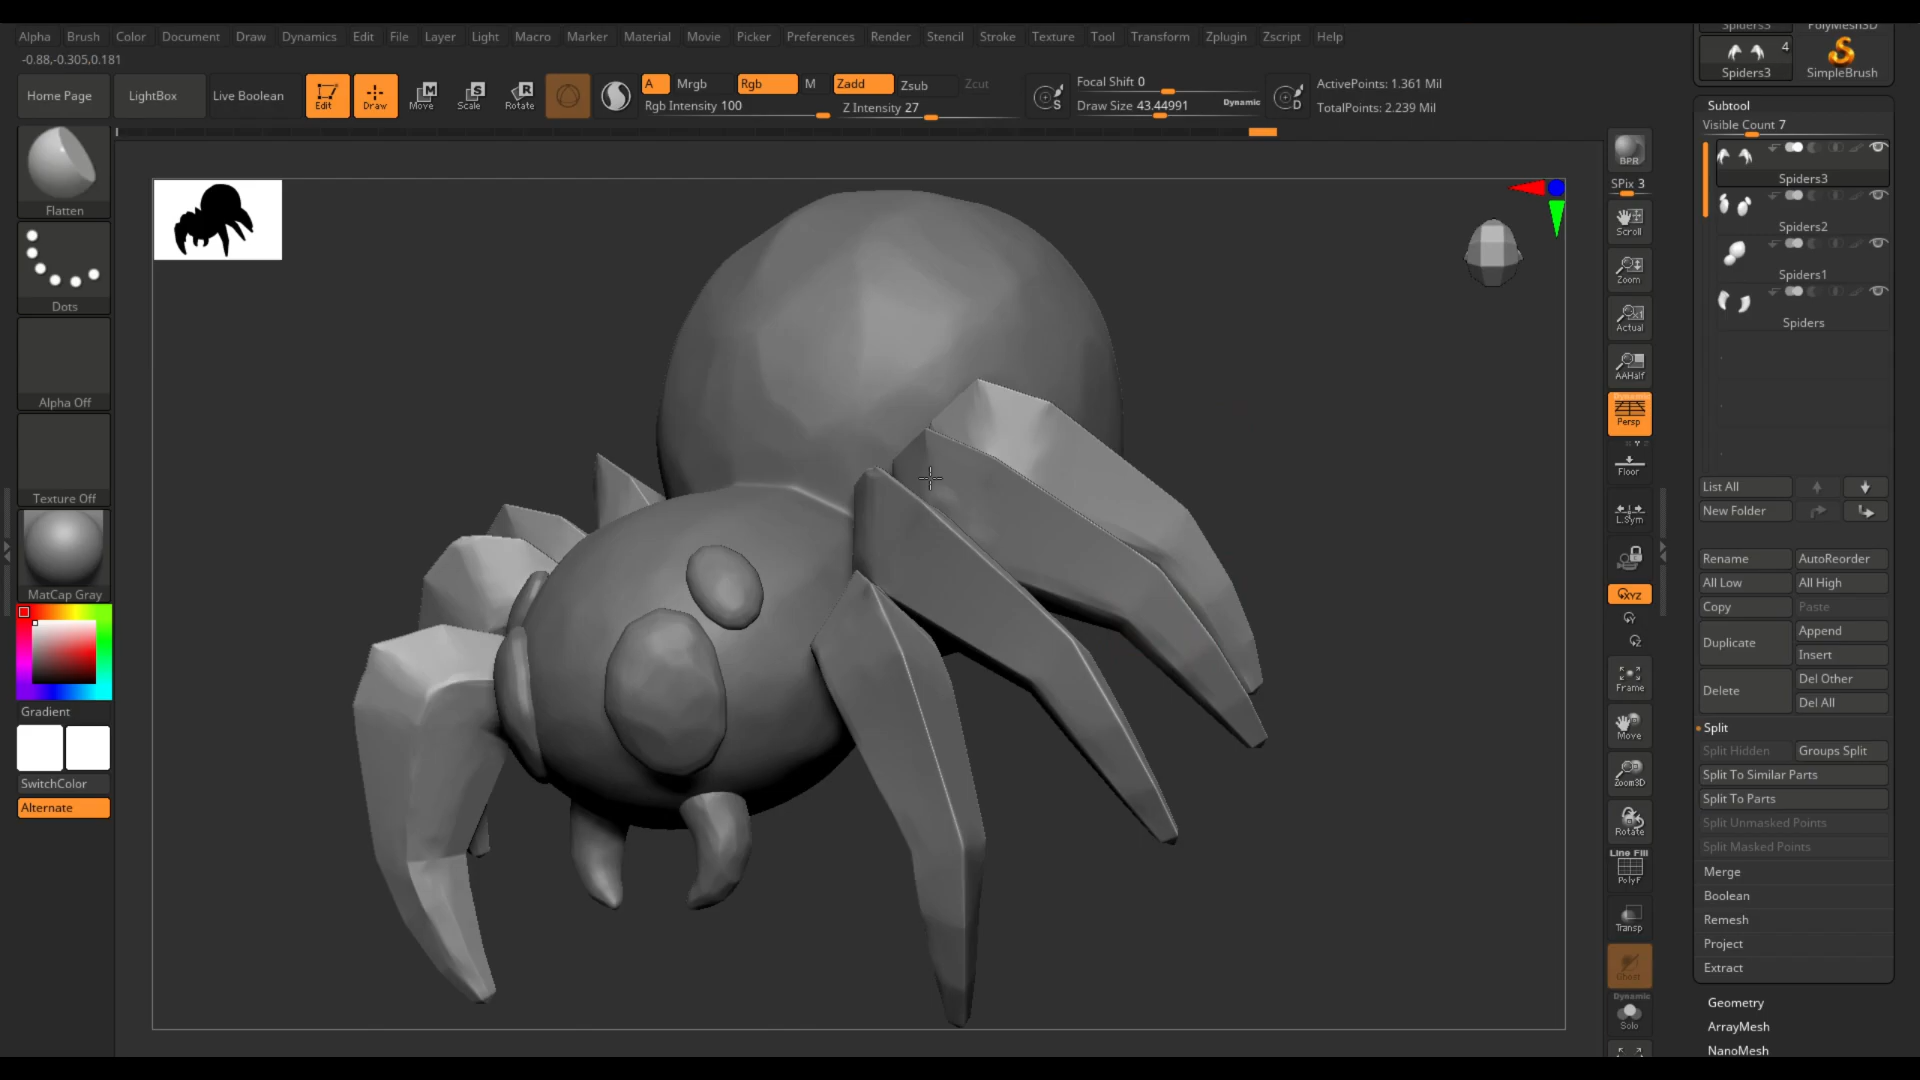 Alpha Brush Color Document Draw Dynamics Edit File Layer Light Macro Marker Material Movie Picker Preferences Render Stencil Stroke Texture Tool Transform Zplugin Zscript Help
-0.88,-0.305,0.181
Home Page
LightBox
Live Boolean
Edit
Draw
Move
Scale
Rotate
A
Mrgb
Rgb
M
Zadd
Zsub
Zcut
Rgb Intensity 100
Z Intensity 27
Focal Shift 0
Draw Size 43.44991
Dynamic
ActivePoints: 1.361 Mil
TotalPoints: 2.239 Mil
Flatten
Dots
Alpha Off
Texture Off
MatCap Gray
Gradient
SwitchColor
Alternate
BPR
SPix 3
Scroll
Zoom
Actual
AAHalf
Dynamic
Persp
Floor
L.Sym
XYZ
Frame
Move
Zoom3D
Rotate
Line Fill
PolyF
Transp
Ghost
Dynamic
Solo
Spiders3
PolyMesh3D
4
Spiders3
SimpleBrush
Subtool
Visible Count 7
Spiders3
Spiders2
Spiders1
Spiders
List All
New Folder
Rename
AutoReorder
All Low
All High
Copy
Paste
Duplicate
Append
Insert
Delete
Del Other
Del All
Split
Split Hidden
Groups Split
Split To Similar Parts
Split To Parts
Split Unmasked Points
Split Masked Points
Merge
Boolean
Remesh
Project
Extract
Geometry
ArrayMesh
NanoMesh